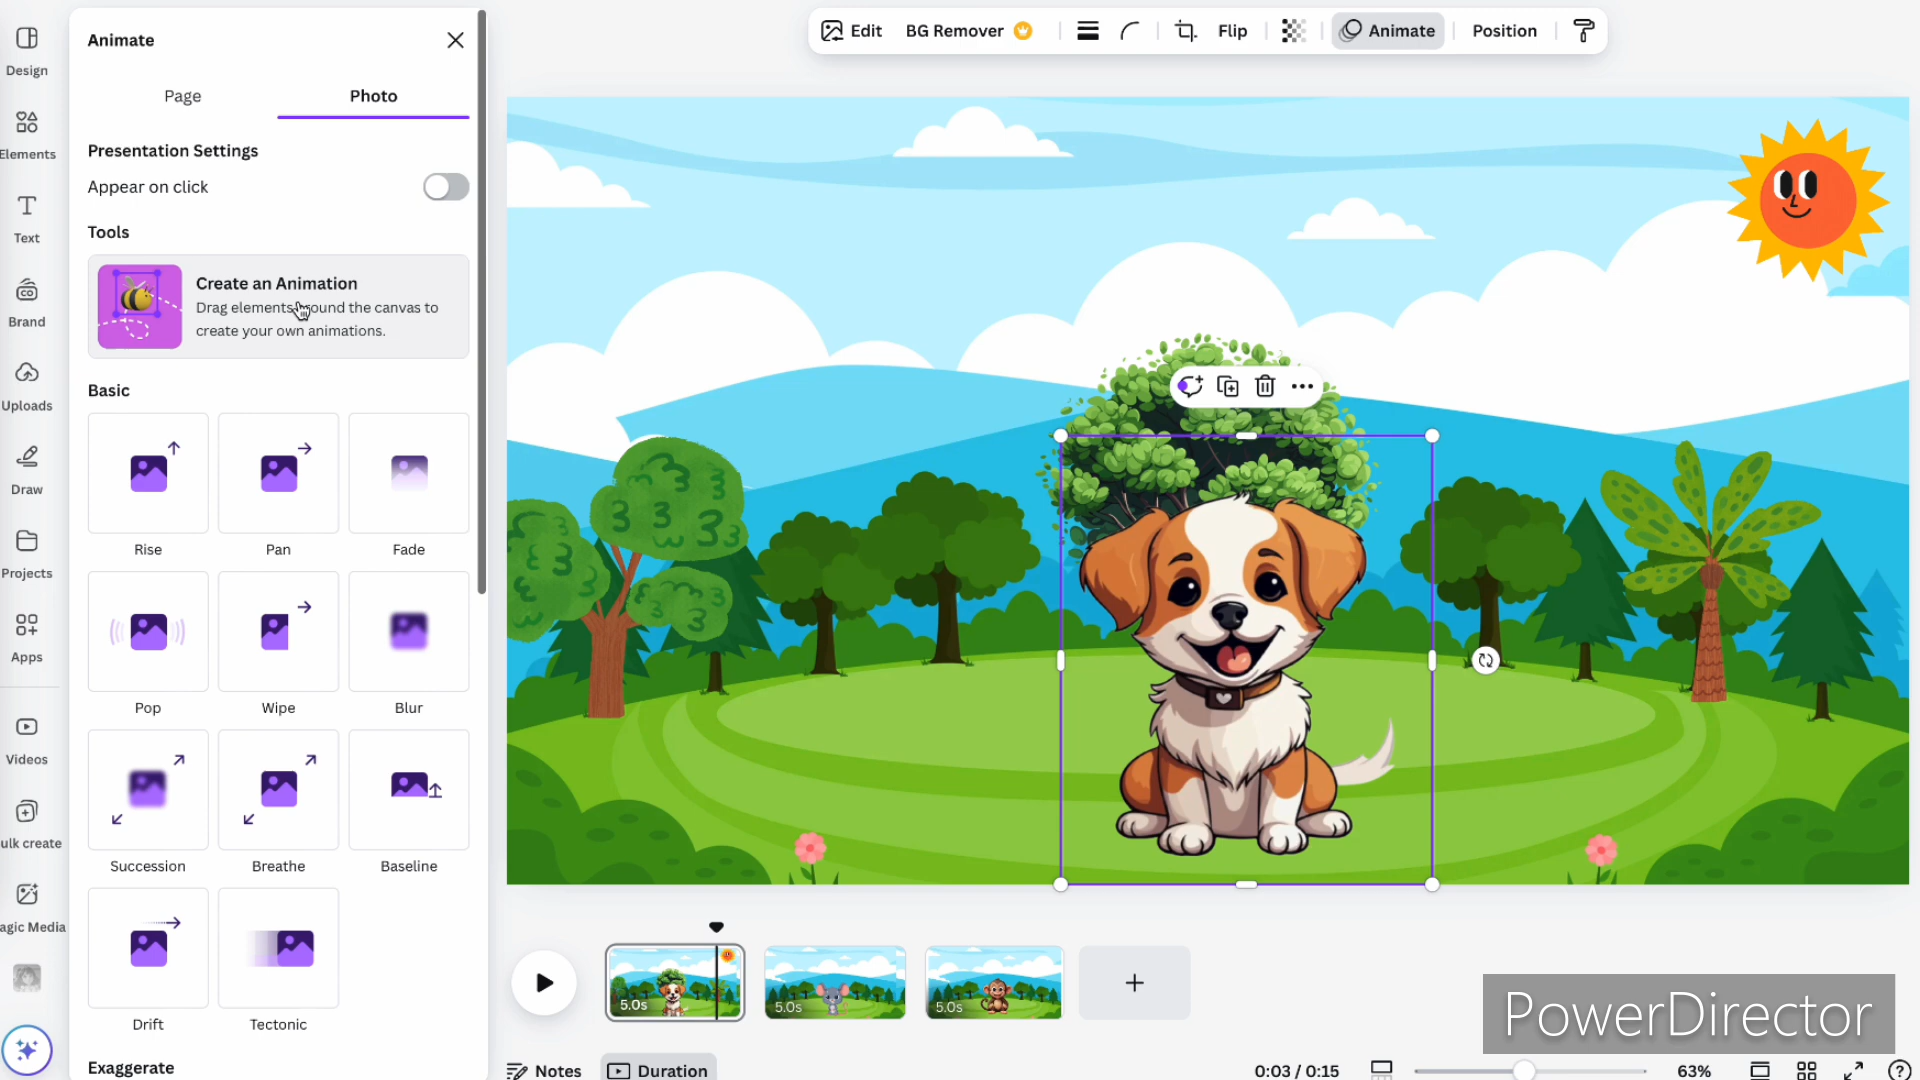 Design
Elements
Text
Brand
Uploads
Draw
Projects
Apps
Videos
ulk create
agic Media
Animate
Page
Photo
Presentation Settings
Appear on click
Tools
Create an Animation
Drag elements around the canvas to
create your own animations.
Basic
Rise
Pan
Fade
Pop
Wipe
Blur
Succession
Breathe
Baseline
Drift
Tectonic
Exaggerate
Edit
BG Remover
Flip
Animate
Position
5.0s
5.0s
5.0s
Notes
Duration
0:03 / 0:15
63%
PowerDirector